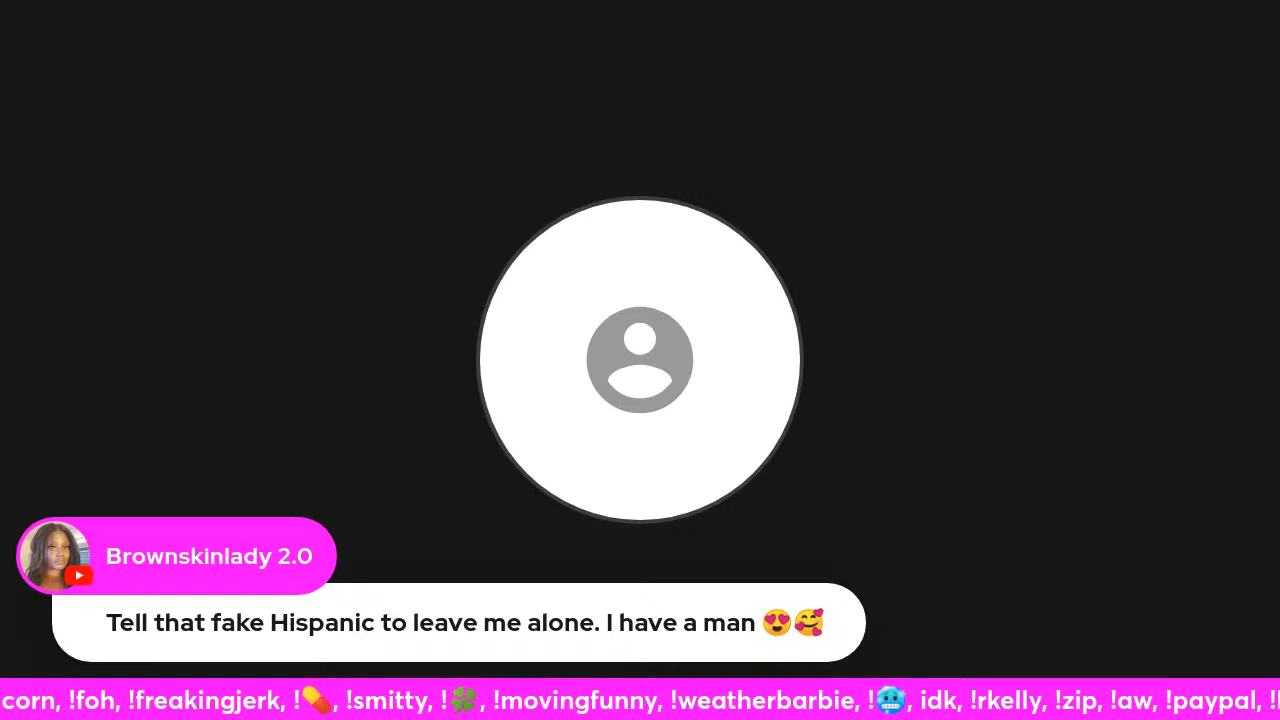 Brownskinlady 2.0
Tell that fake Hispanic to leave me alone. I have a man 😍🥰
corn, !foh, !freakingjerk, !💊, !smitty, !🍀, !movingfunny, !weatherbarbie, !🥶, idk, !rkelly, !zip, !aw, !paypal,